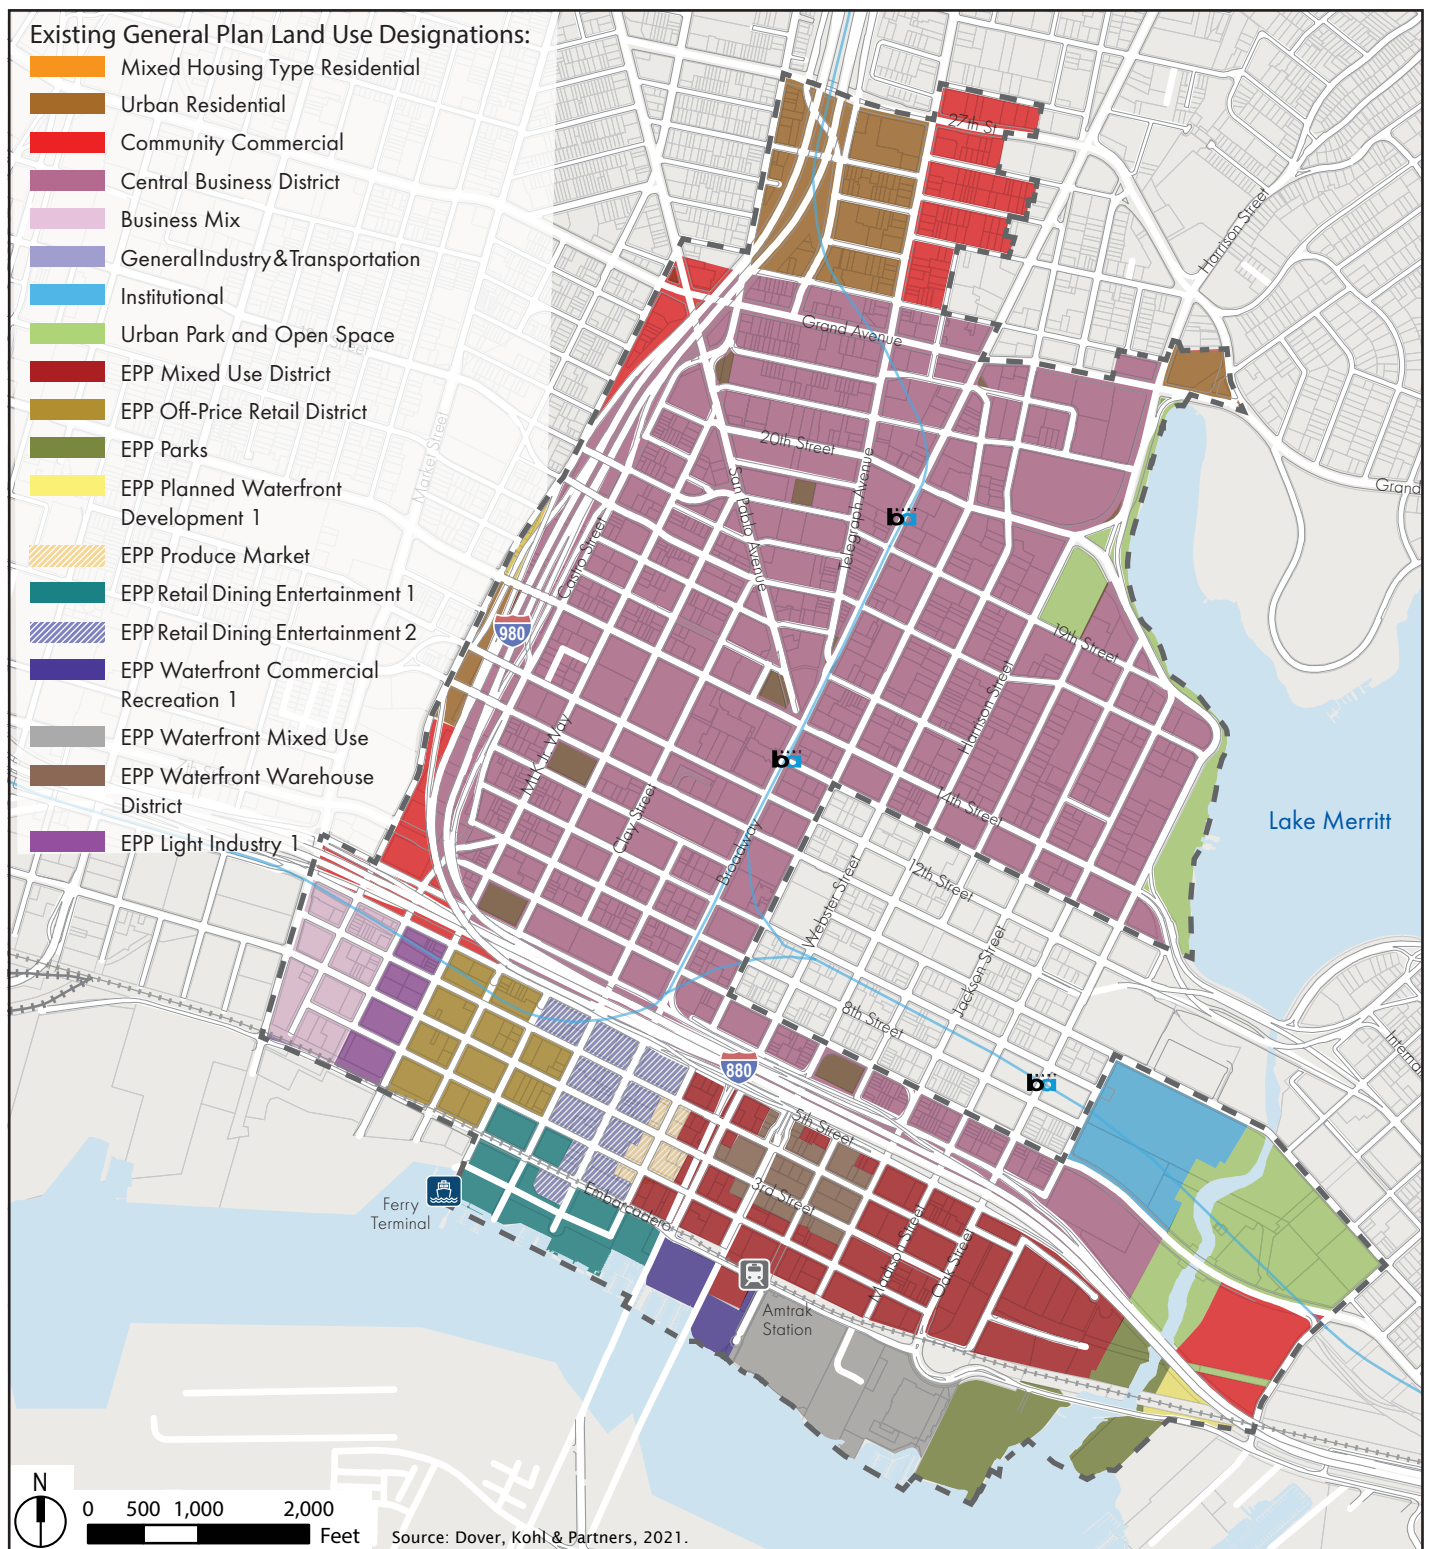 Existing General Plan Land Use Designations:
Mixed Housing Type Residential
Urban Residential
Community Commercial
Central Business District
Business Mix
General Industry & Transportation
Institutional
Urban Park and Open Space
EPP Mixed Use District
EPP Off-Price Retail District
EPP Parks
EPP Planned Waterfront
Development 1
EPP Produce Market
EPP Retail Dining Entertainment 1
EPP Retail Dining Entertainment 2
EPP Waterfront Commercial
Recreation 1
EPP Waterfront Mixed Use
EPP Waterfront Warehouse
District
EPP Light Industry 1
27th St
Harrison Street
Grand Avenue
Market Street
20th Street
San Pablo Avenue
Telegraph Avenue
Grand
Castro Street
ba
980
19th Street
Harrison Street
MLK Jr. Way
ba
Clay Street
14th Street
Lake Merritt
Broadway
12th Street
Webster Street
Jackson Street
8th Street
880
ba
5th Street
3rd Street
Embarcadero
Madison Street
Oak Street
Ferry
Terminal
Amtrak
Station
N
0 500 1,000 2,000
Feet
Source: Dover, Kohl & Partners, 2021.